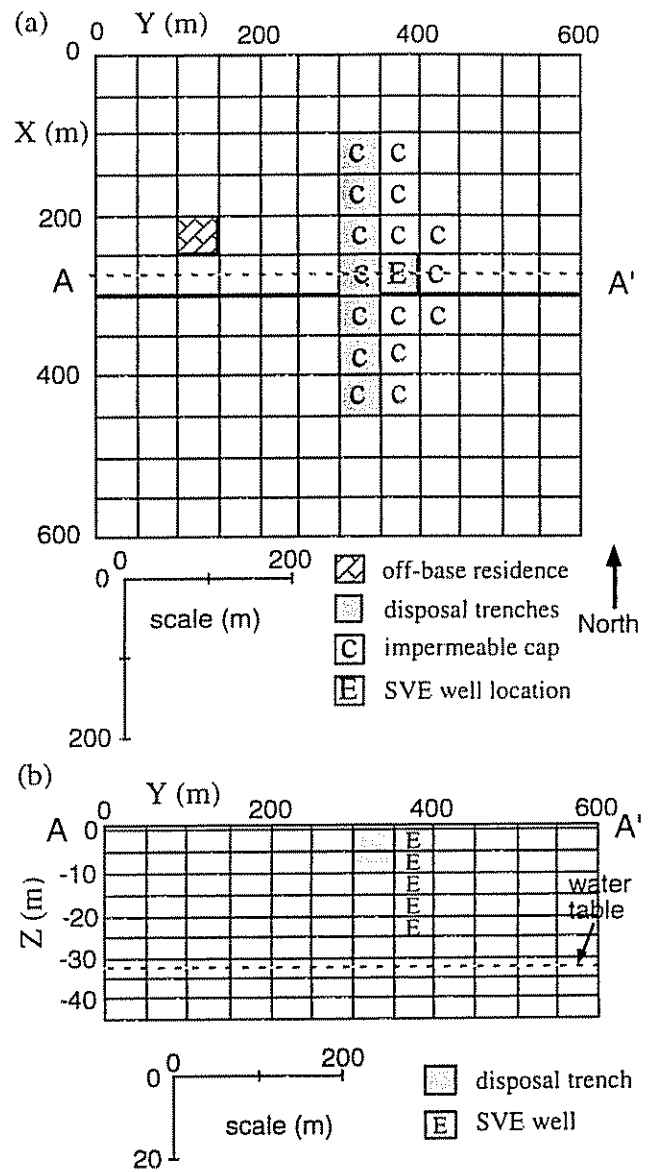 (a) 0 Y (m) 200 400 600
0
X (m)
C C
C C
200 C C C
A C E C A'
C C C
C C
400 C C
600
0 200
0
scale (m)
200
off-base residence
disposal trenches
C impermeable cap
E SVE well location
North
(b)
0 Y (m) 200 400 600
A 0 E A'
-10 E
E
-20 E
E
Z (m)
-30
-40
water
table
0 200
0
scale (m)
20
disposal trench
E SVE well